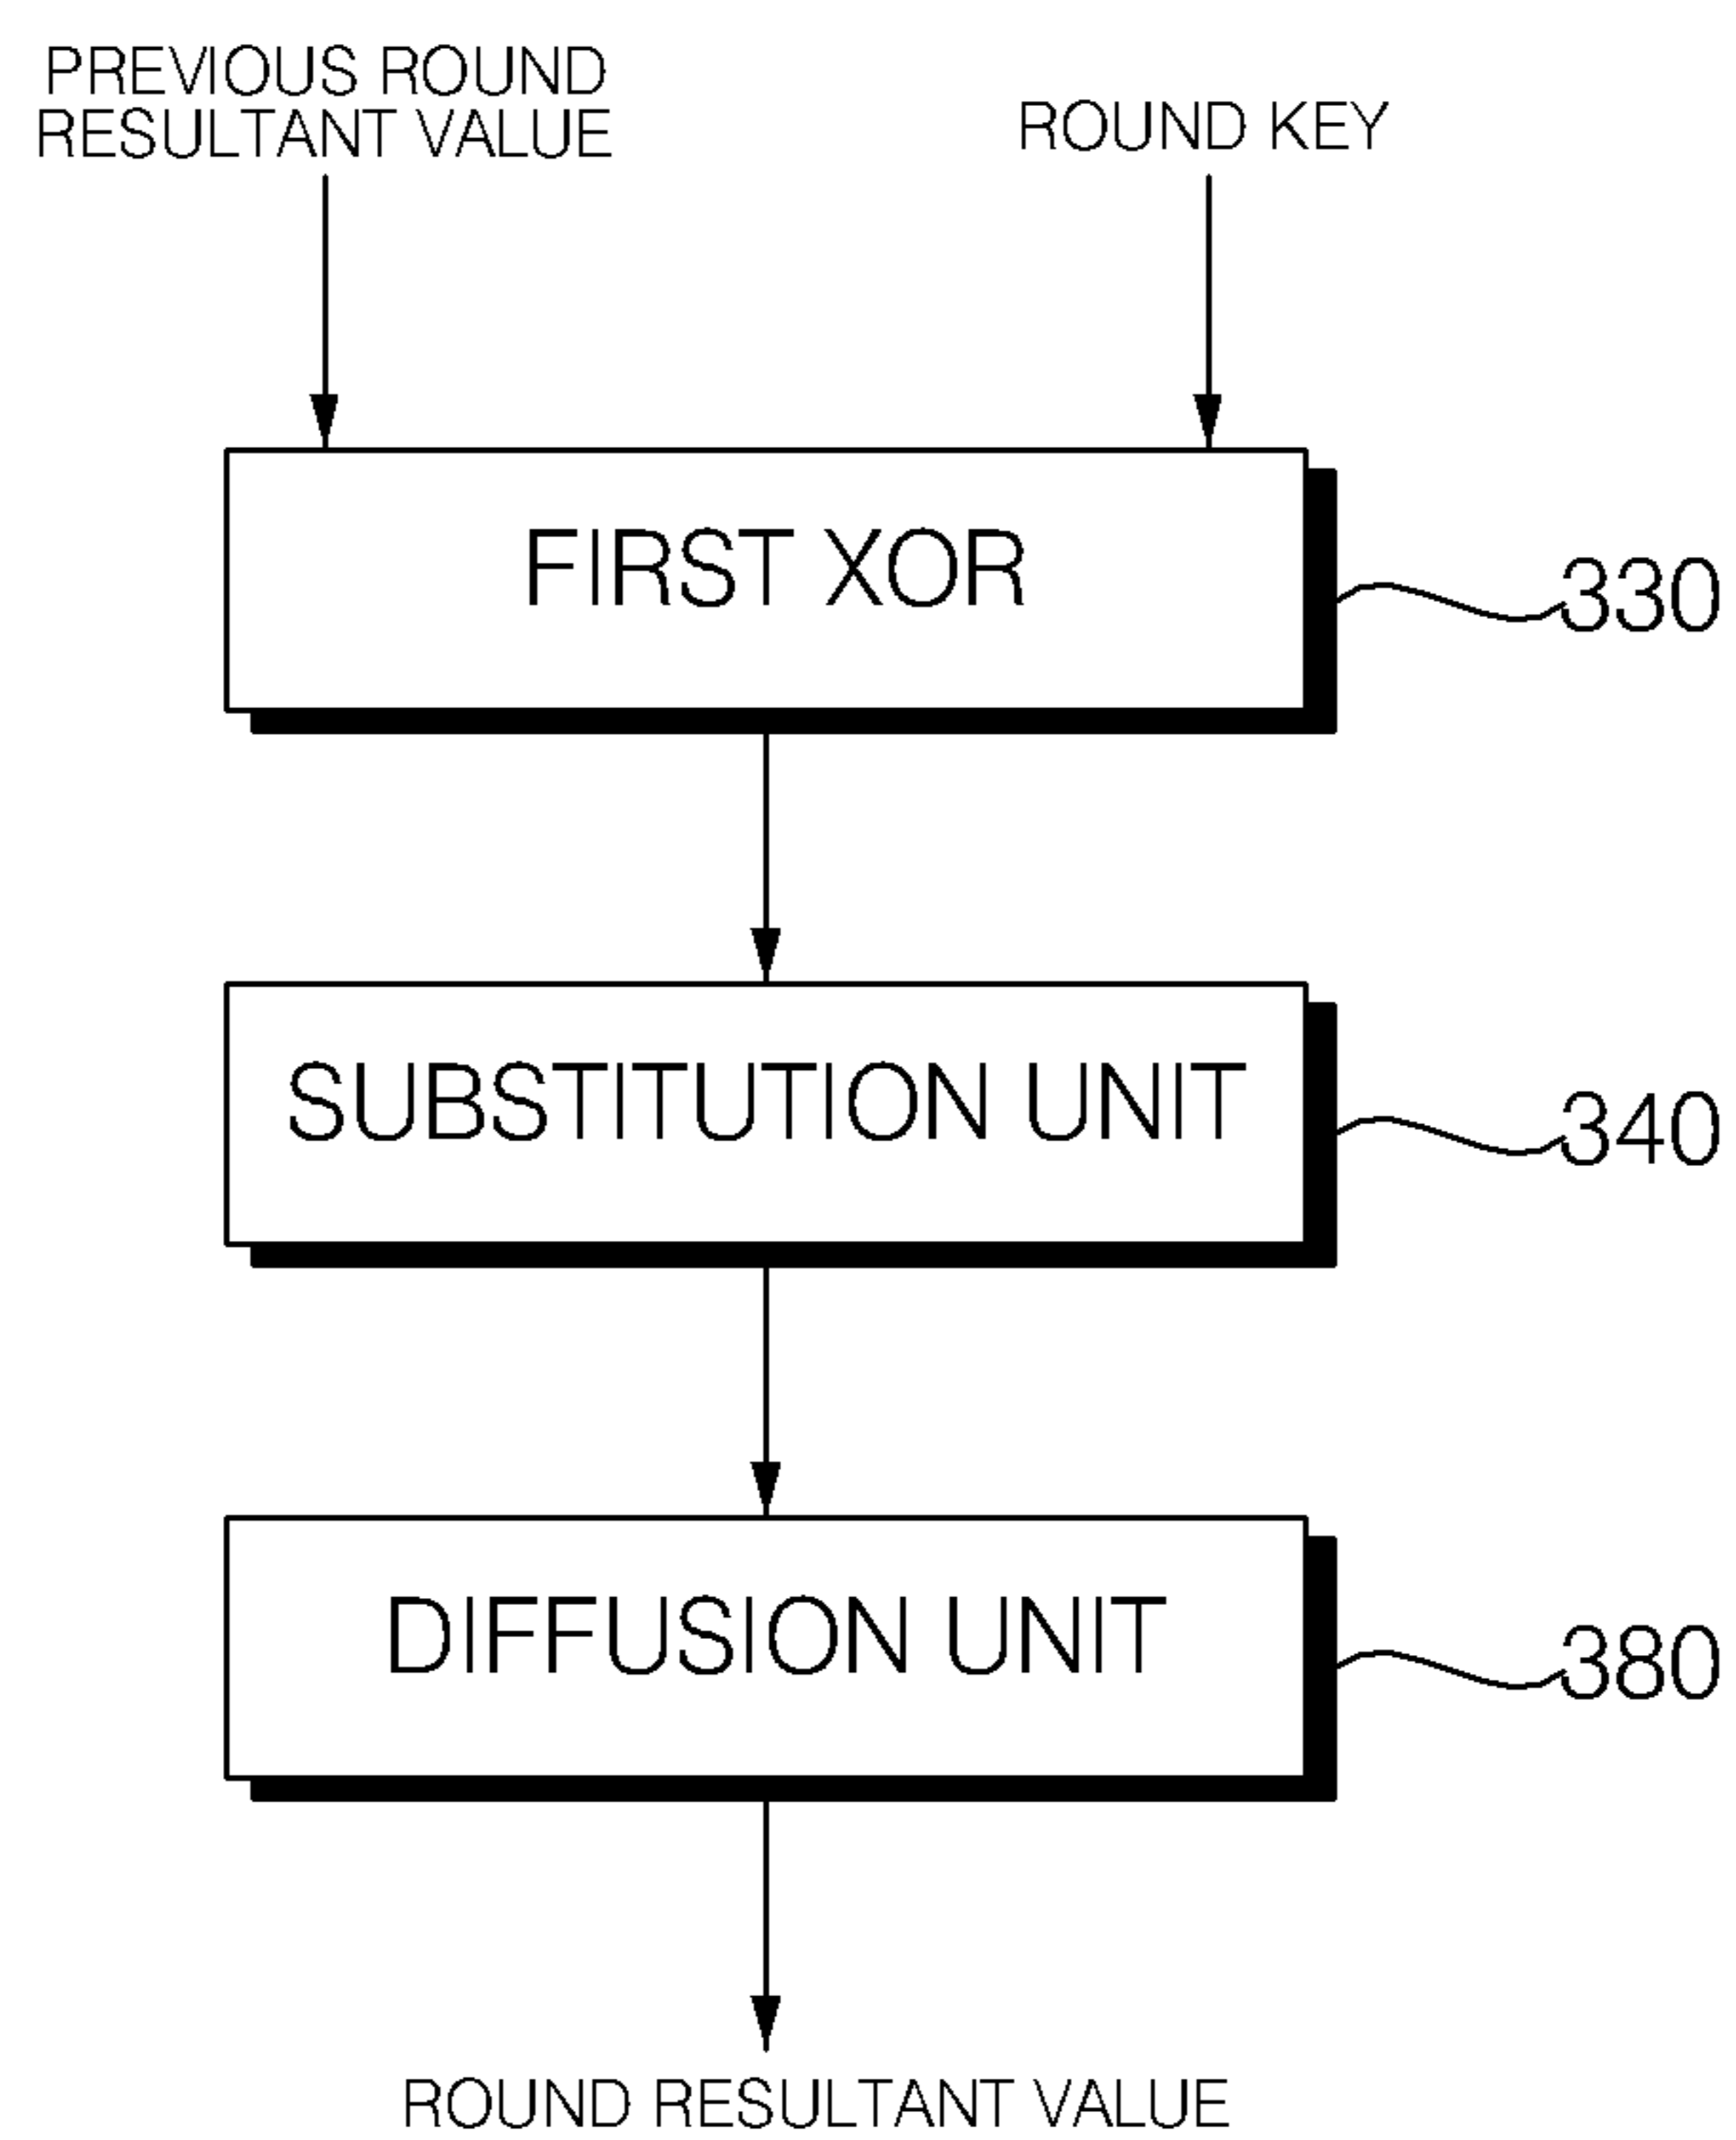 PREVIOUS ROUND
RESULTANT VALUE
ROUND KEY
FIRST XOR
330
SUBSTITUTION UNIT
340
DIFFUSION UNIT
380
ROUND RESULTANT VALUE